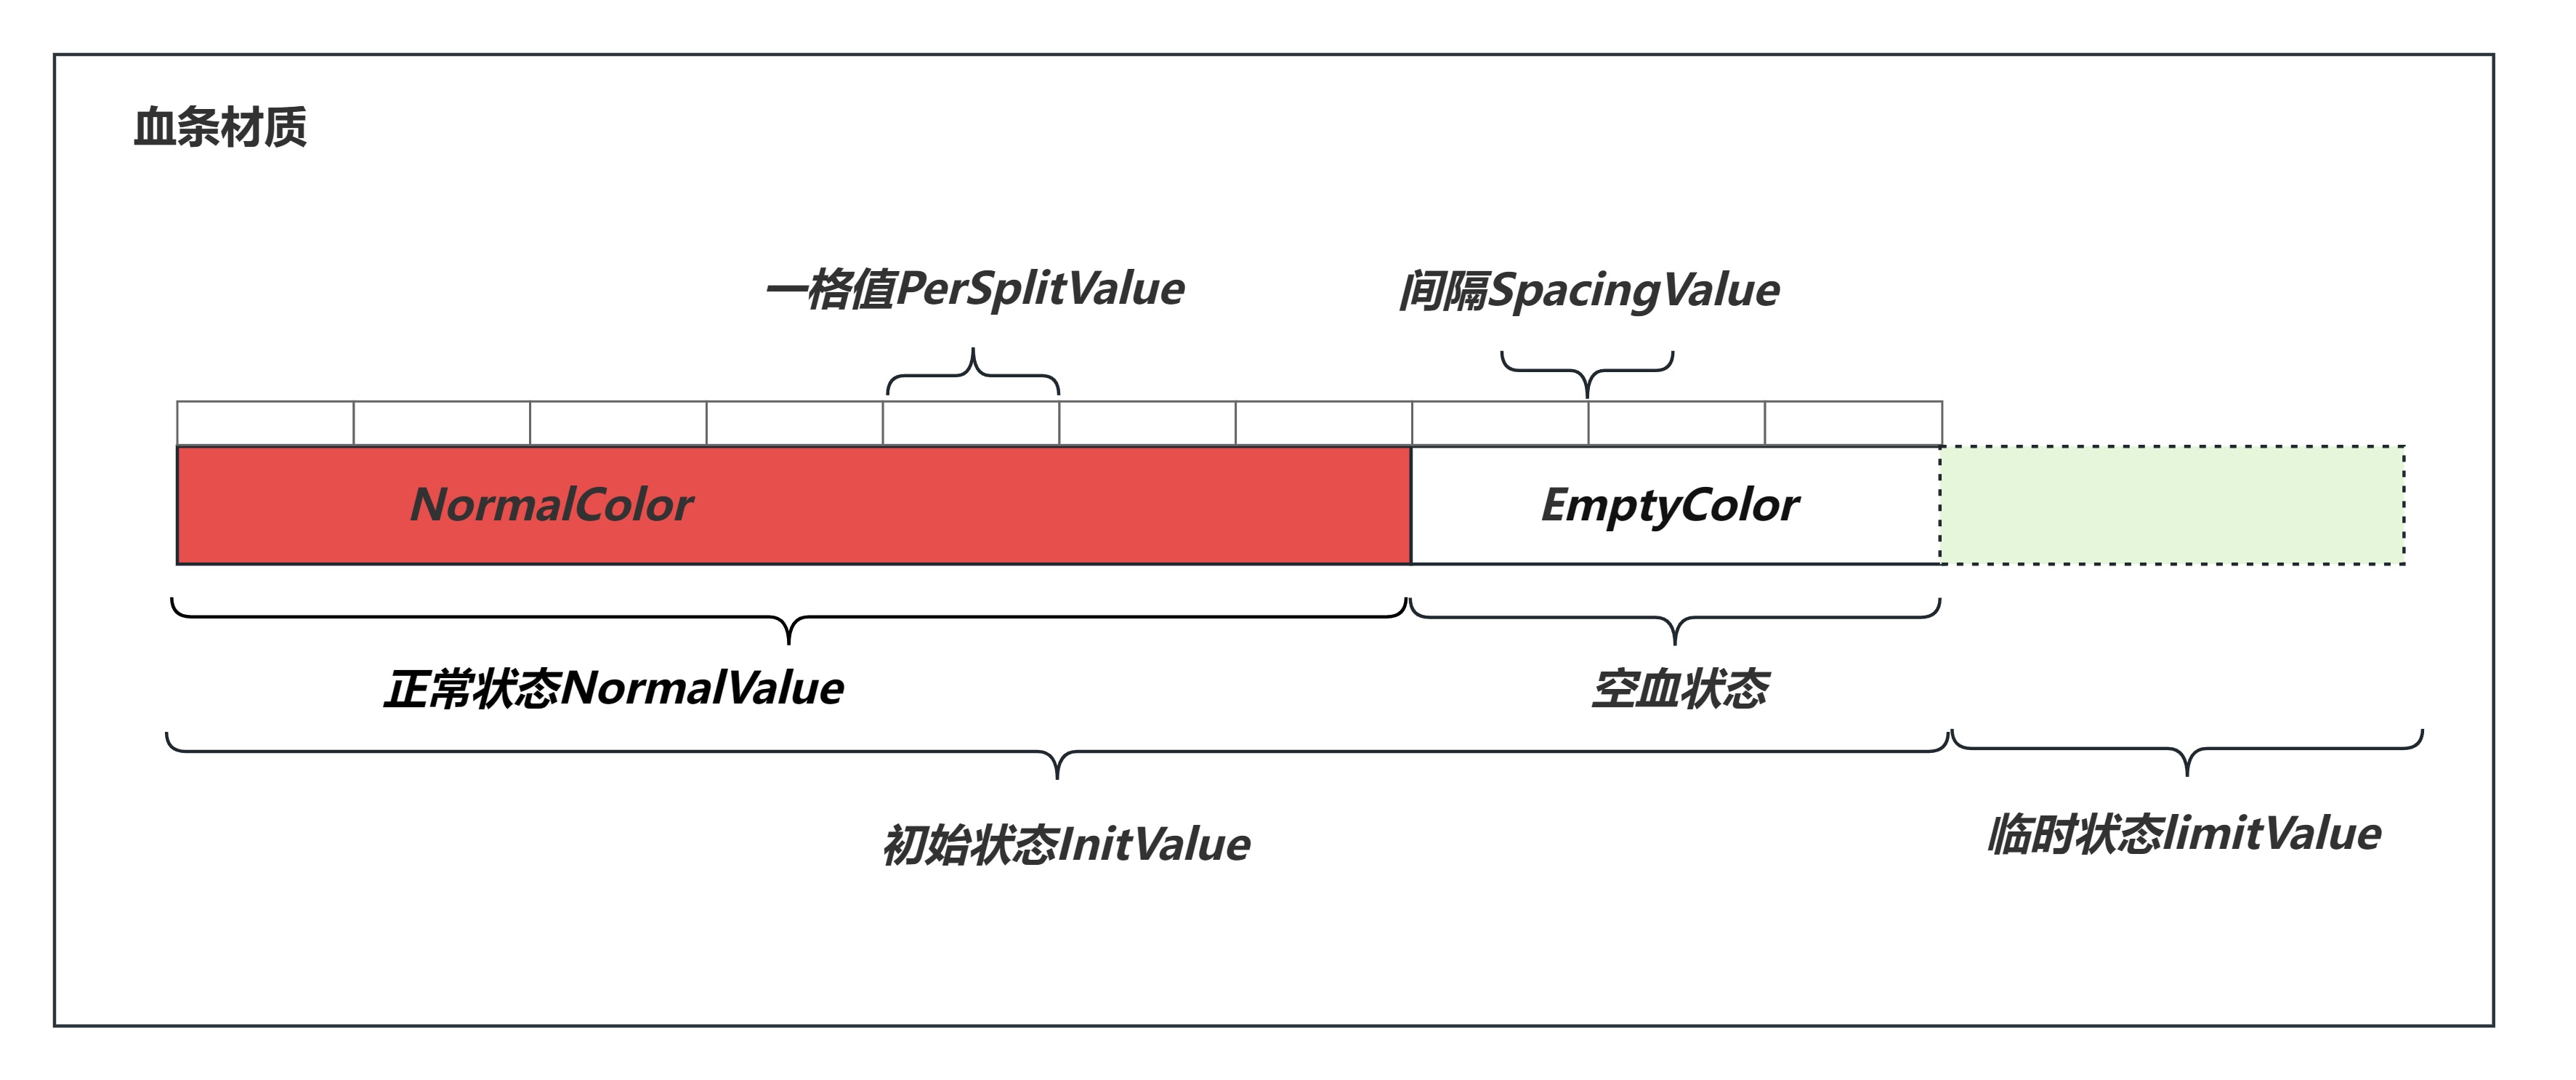 血条材质
一格值PerSplitValue
间隔SpacingValue
NormalColor
EmptyColor
正常状态NormalValue
空血状态
初始状态InitValue
临时状态limitValue